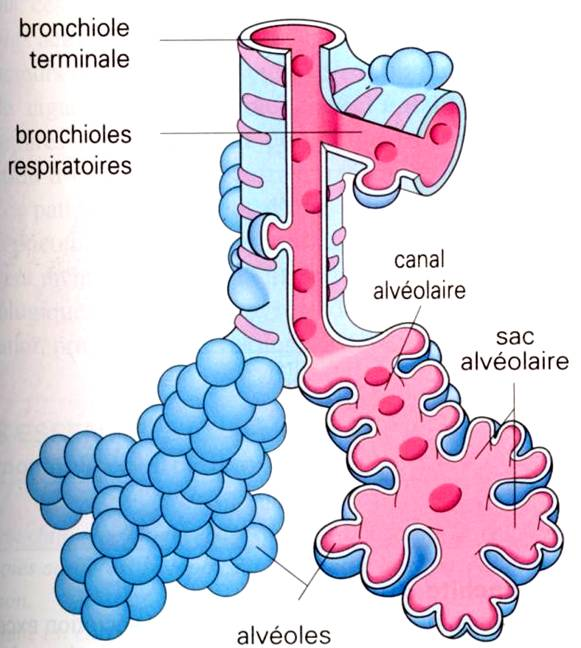 bronchiole
terminale
bronchioles
respiratoires
canal
alvéolaire
sac
alvéolaire
alvéoles